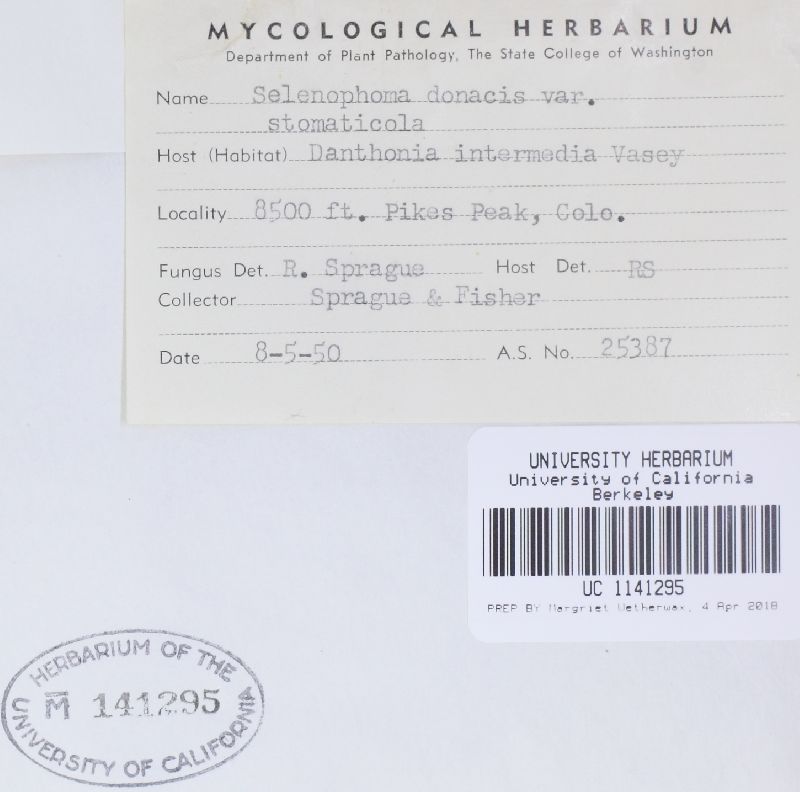 MYCOLOGICAL HERBARIUM
Department of Plant Pathology, The State College of Washington
Name Selenophoma donacis var.
stomaticola
Host (Habitat) Danthonia intermedia Vasey
Locality 8500 ft. Pikes Peak, Colo.
Fungus Det. R. Sprague Host Det. RS
Collector Sprague & Fisher
Date 8-5-50 A.S. No. 25387
UNIVERSITY HERBARIUM
University of California
Berkeley
UC 1141295
PREP BY Margriet Wetherwax, 4 Apr 2018
HERBARIUM OF THE
M̅ 141295
UNIVERSITY OF CALIFORNIA